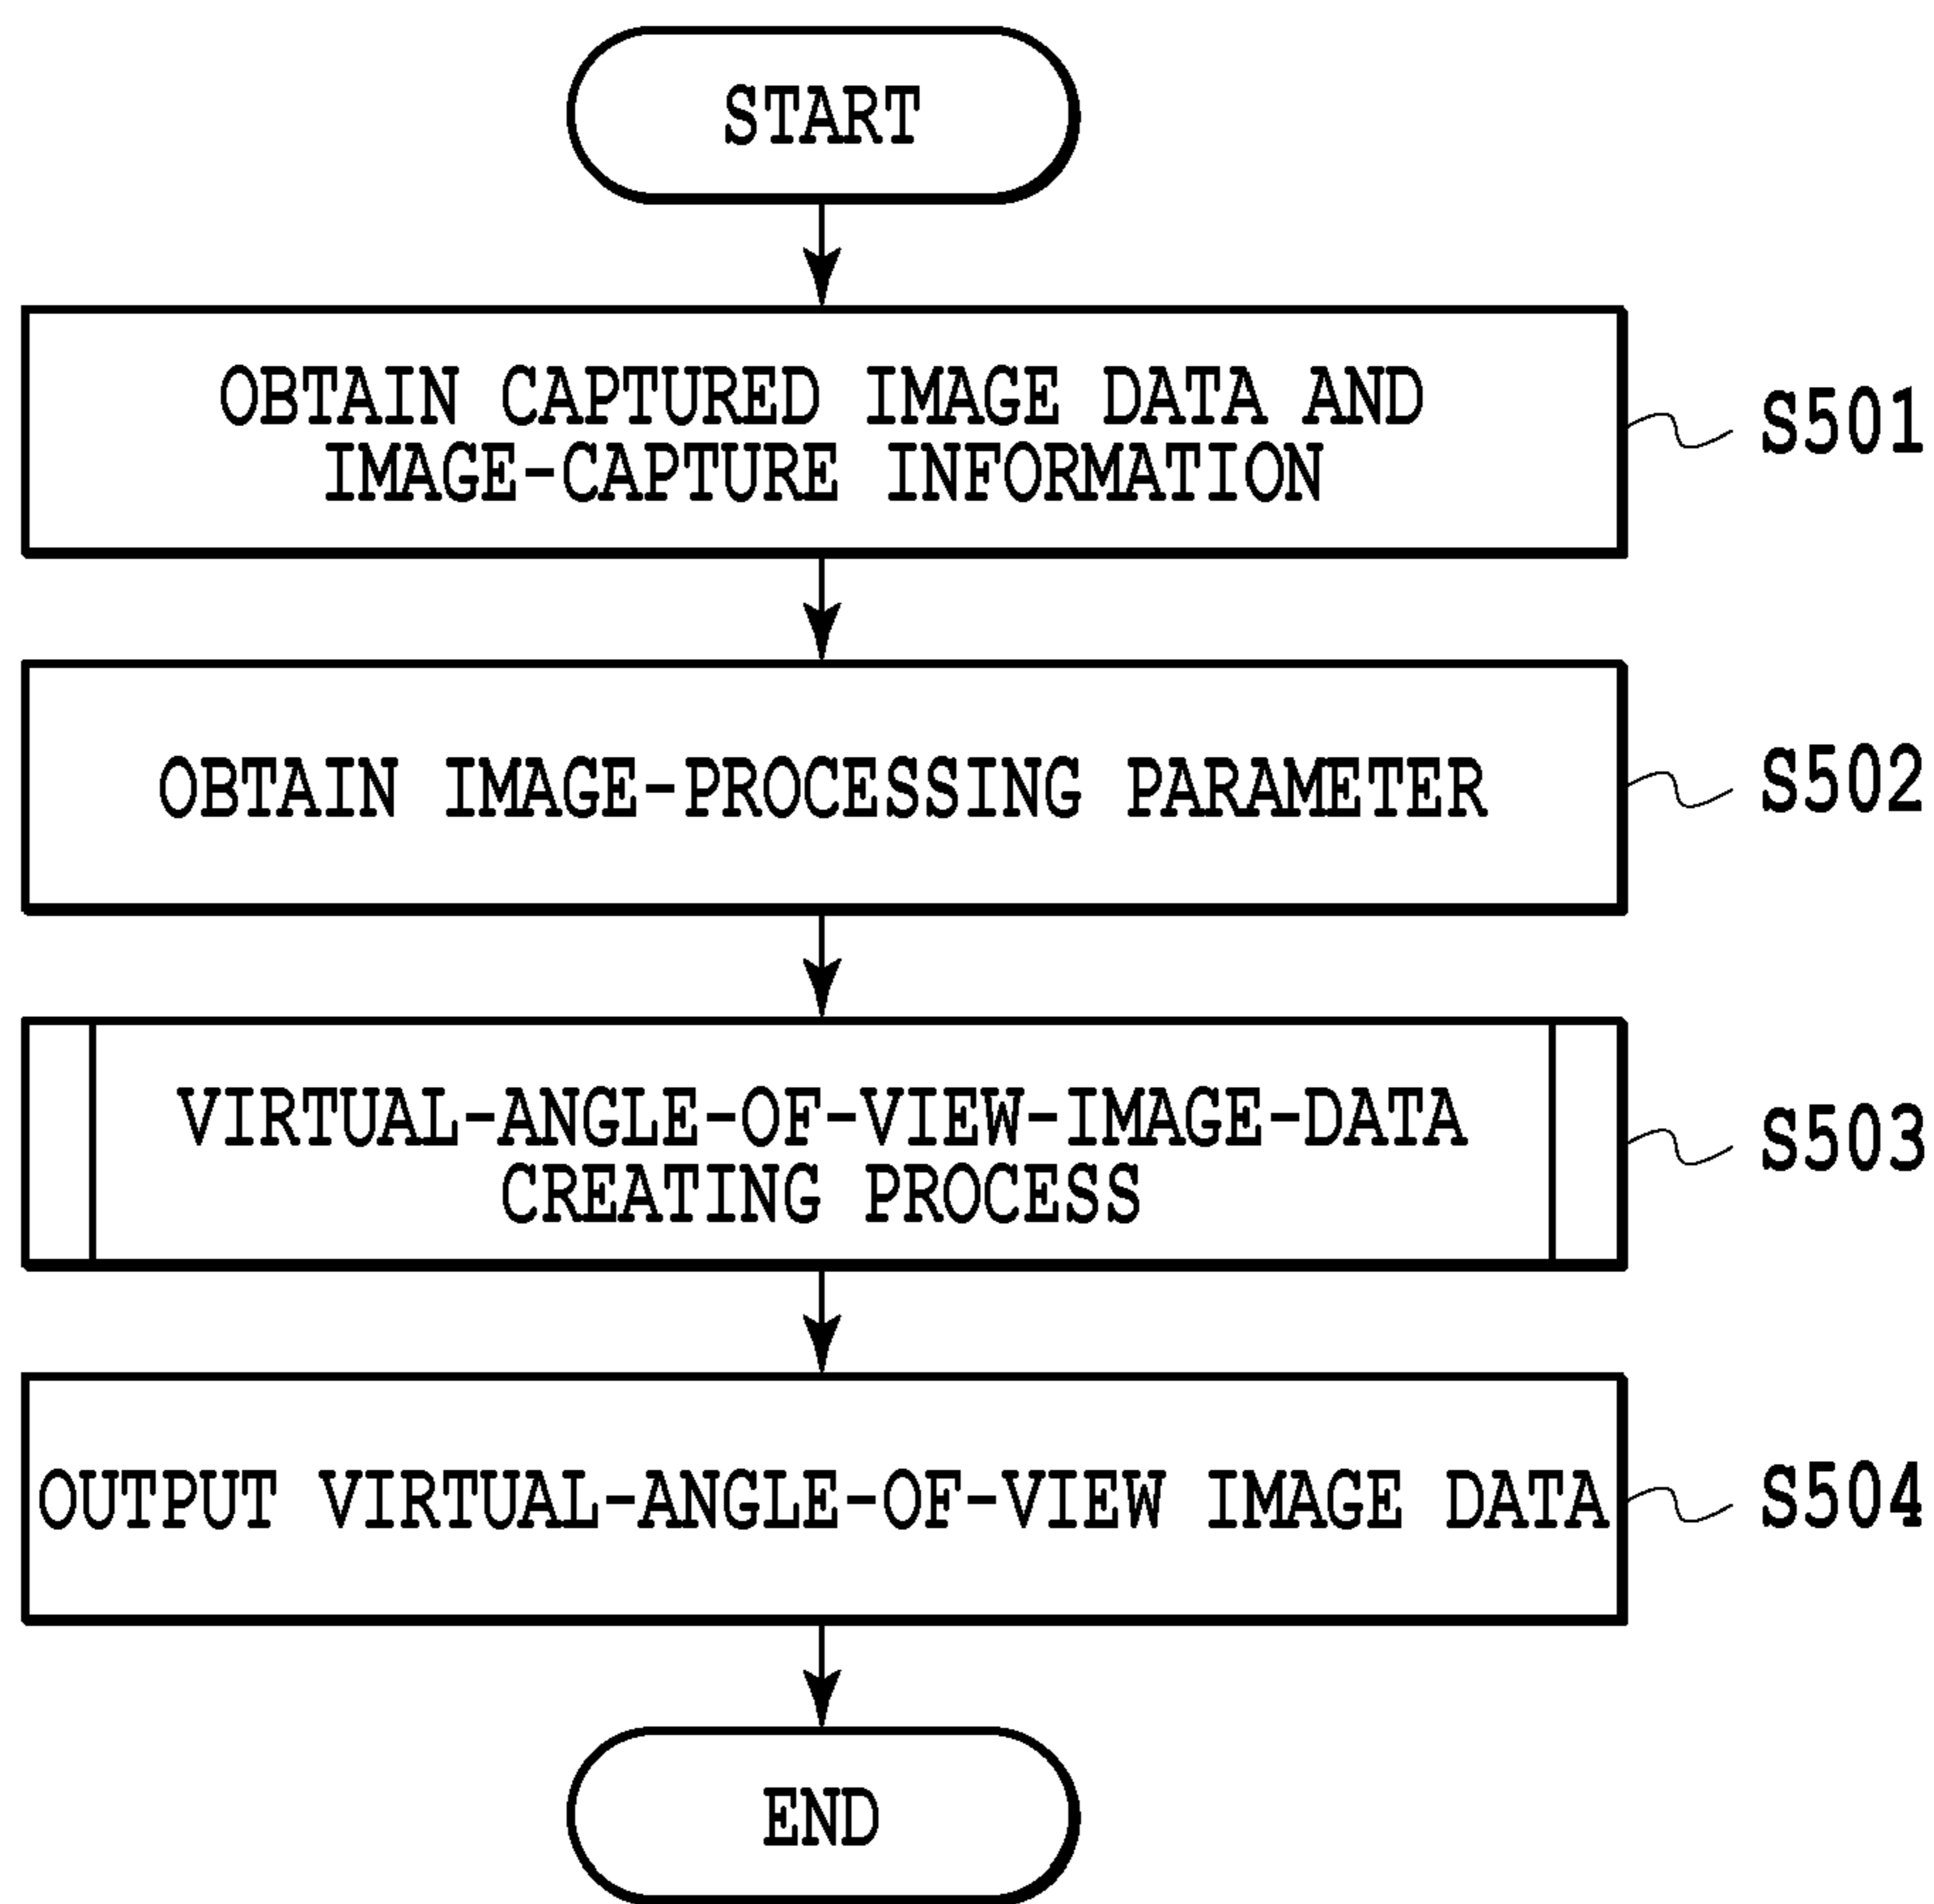 START
OBTAIN CAPTURED IMAGE DATA AND
IMAGE-CAPTURE INFORMATION
S501
OBTAIN IMAGE-PROCESSING PARAMETER
S502
VIRTUAL-ANGLE-OF-VIEW-IMAGE-DATA
CREATING PROCESS
S503
OUTPUT VIRTUAL-ANGLE-OF-VIEW IMAGE DATA
S504
END